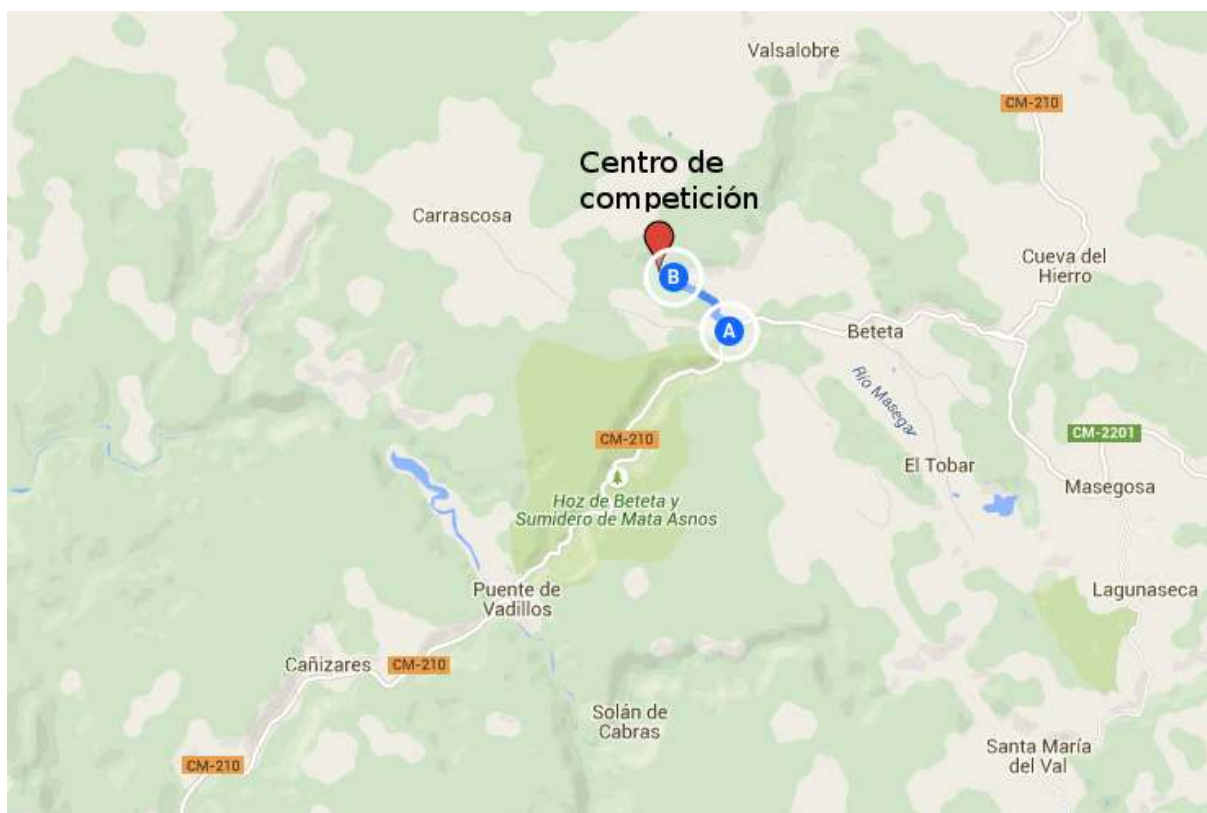 Valsalobre
CM-210
Centro de
competición
Carrascosa
Cueva del
Hierro
B
A
Beteta
Río Masegar
CM-210
CM-2201
El Tobar
Masegosa
Hoz de Beteta y
Sumidero de Mata Asnos
Puente de
Vadillos
Lagunaseca
Cañizares
CM-210
Solán de
Cabras
Santa María
del Val
CM-210